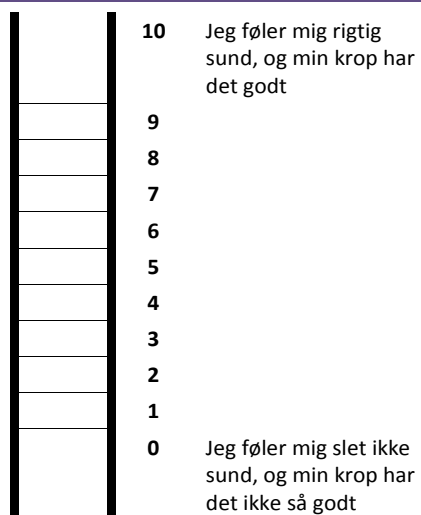 10 Jeg føler mig rigtig
sund, og min krop har
det godt
9
8
7
6
5
4
3
2
1
0 Jeg føler mig slet ikke
sund, og min krop har
det ikke så godt